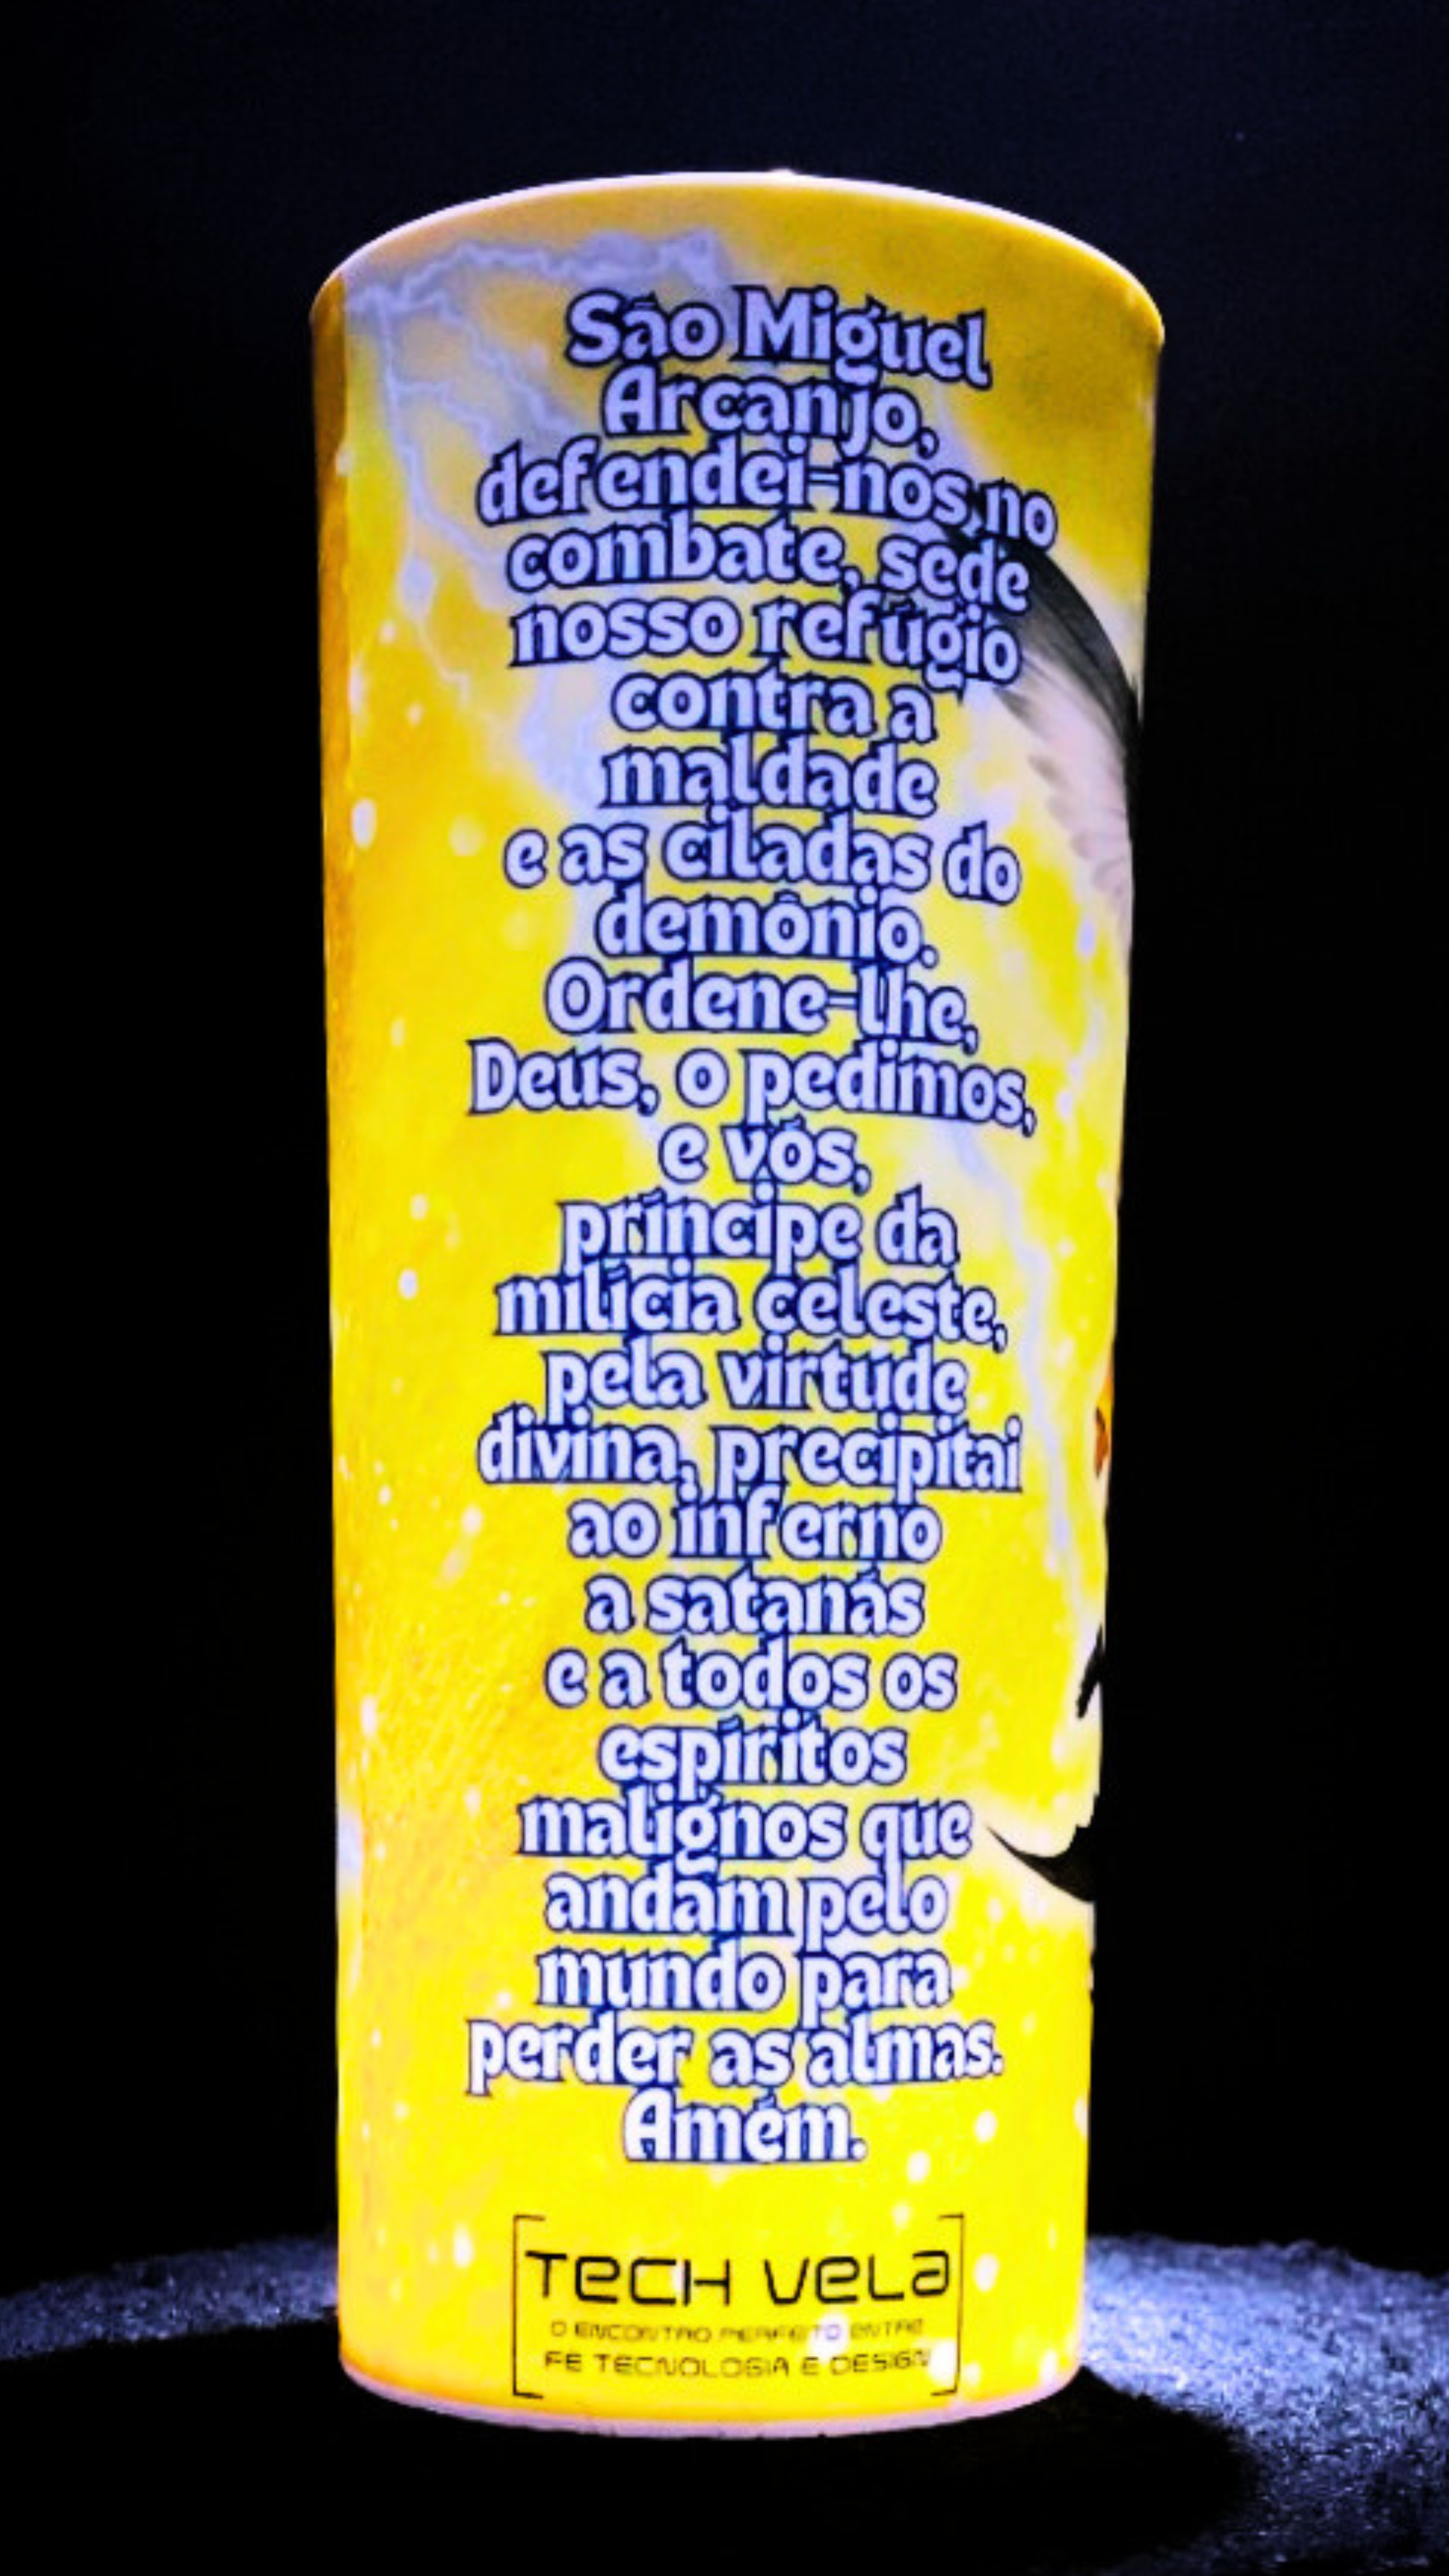 São Miguel
Arcanjo,
defendei-nos no
combate, sede
nosso refúgio
contra a
maldade
e as ciladas do
demônio.
Ordene-lhe,
Deus, o pedimos,
e vós,
príncipe da
milícia celeste,
pela virtude
divina, precipitai
ao inferno
a satanás
e a todos os
espíritos
malignos que
andam pelo
mundo para
perder as almas.
Amém.
TECH VELA
O ENCONTRO PERFEITO ENTRE
FE TECNOLOGIA E DESIGN